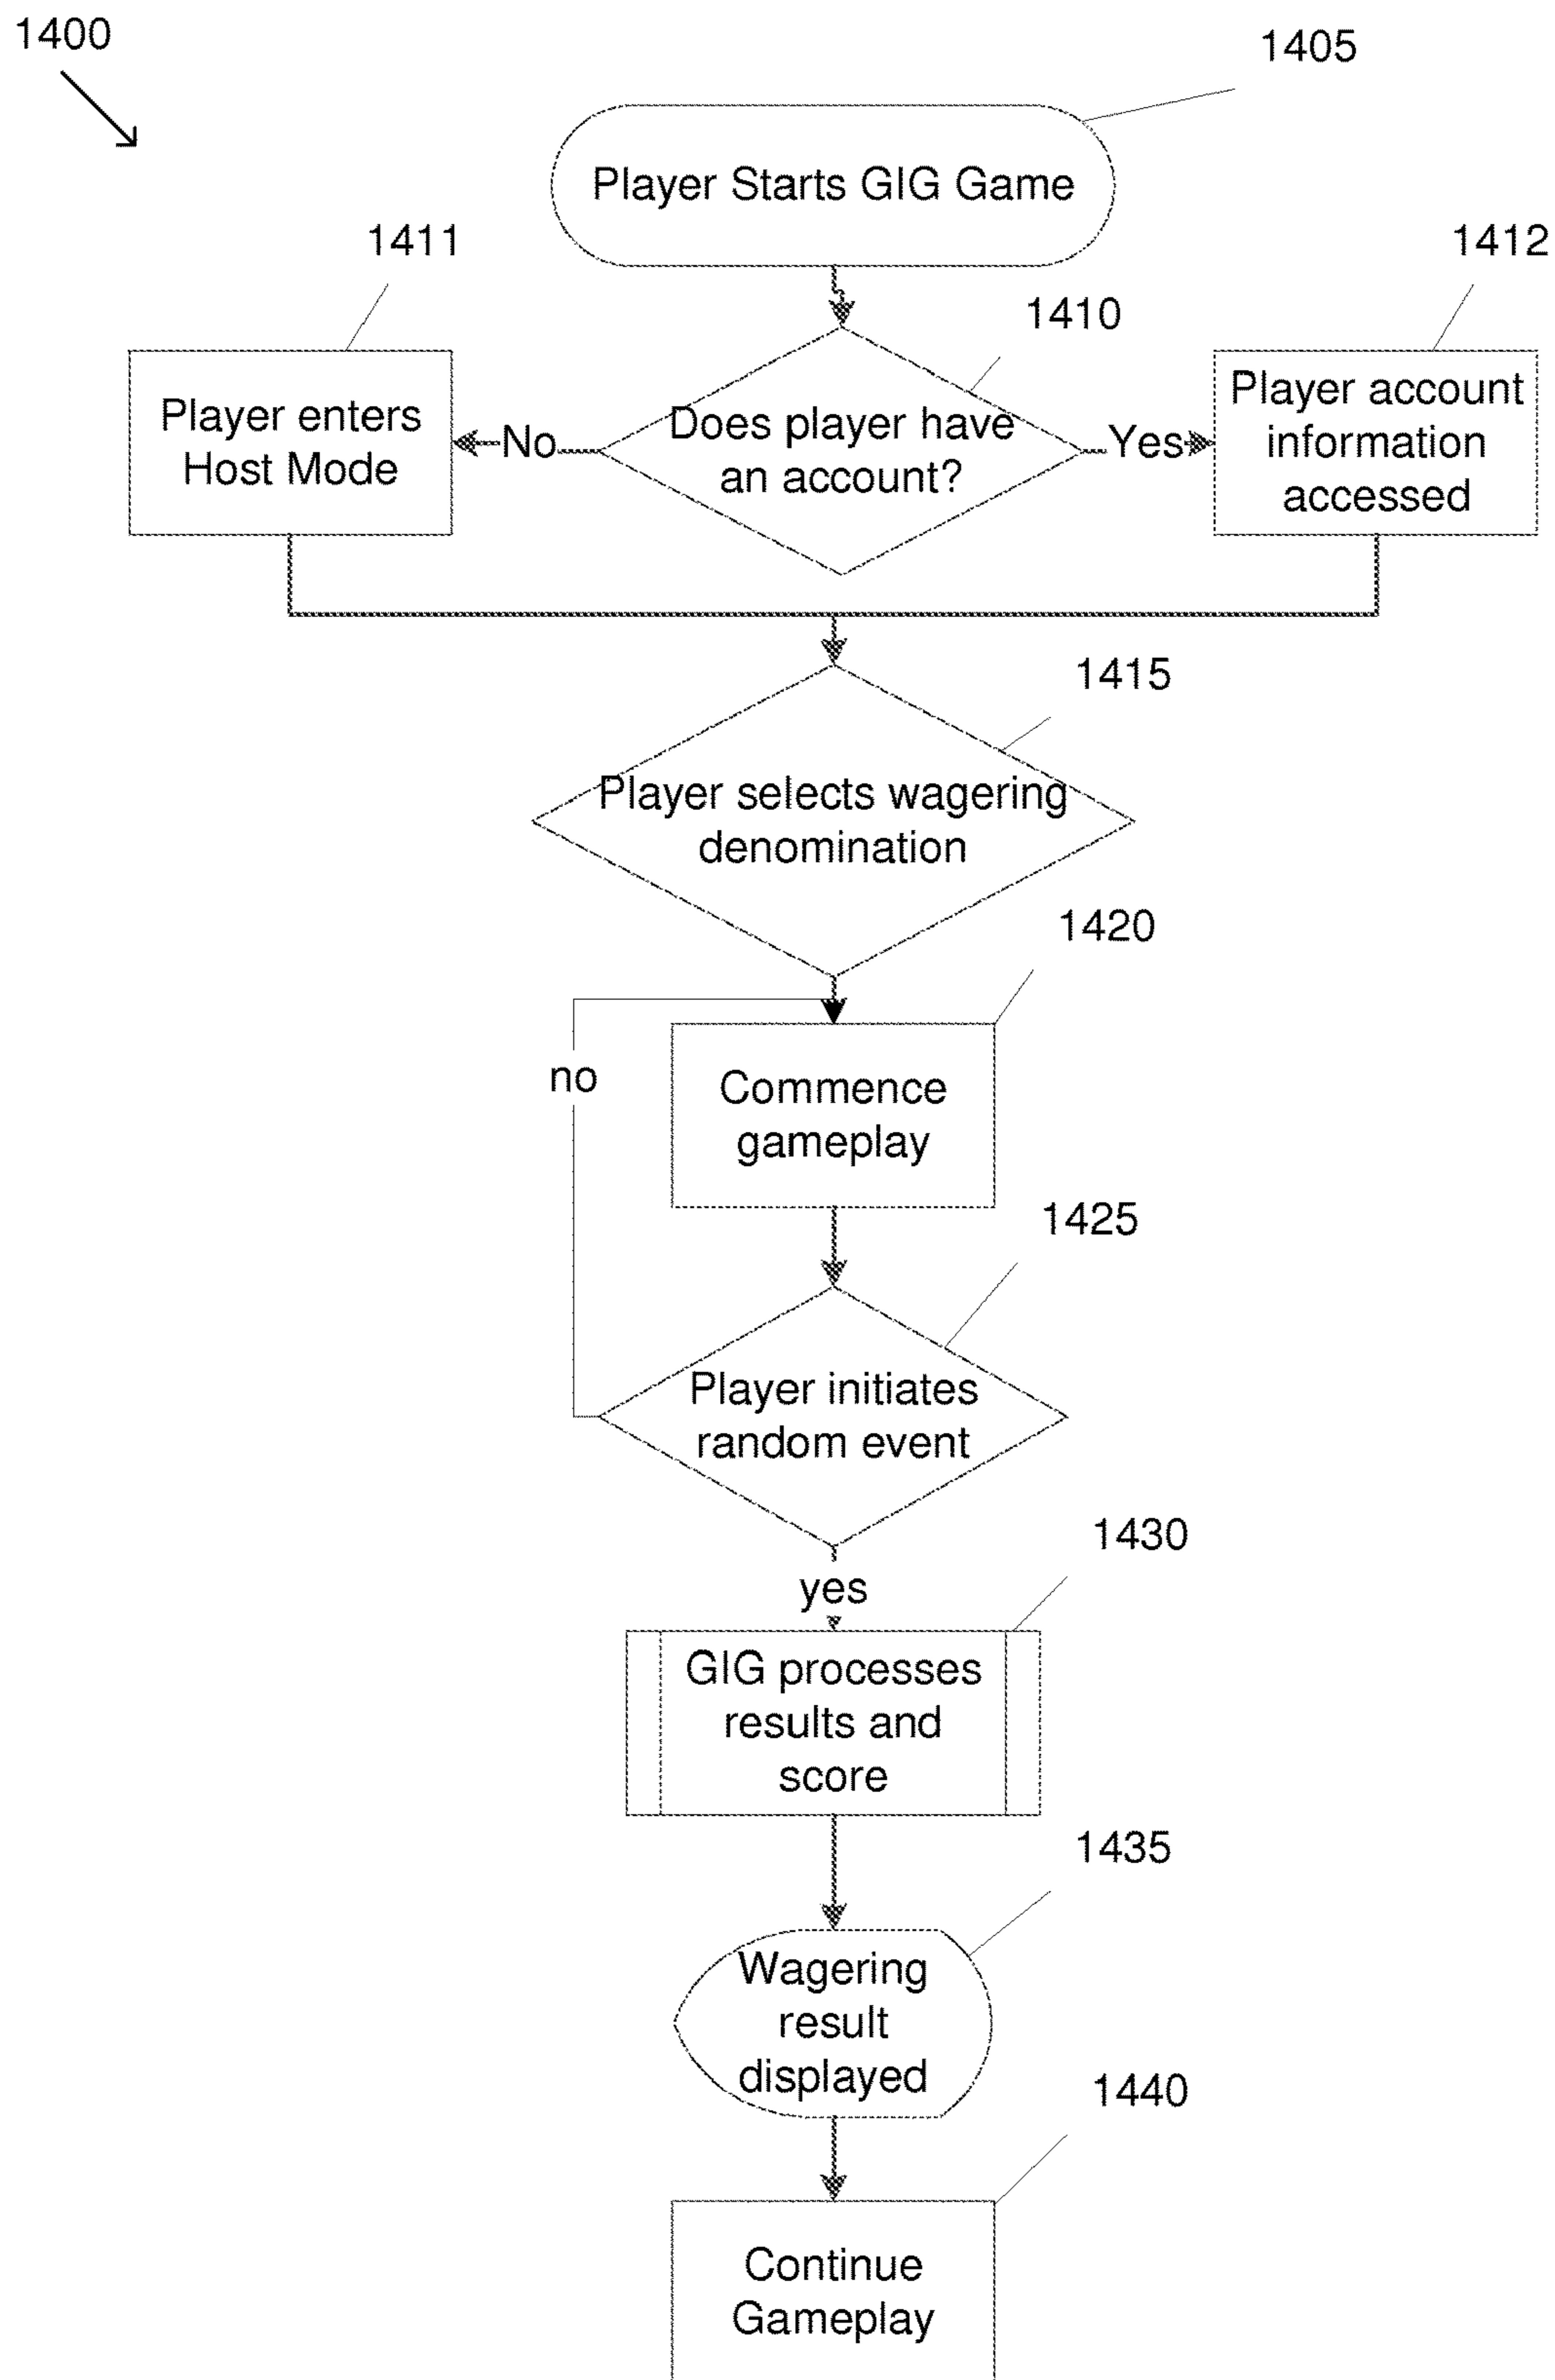 1400
1405
Player Starts GIG Game
1411
1412
1410
Player enters
Host Mode
No
Does player have
an account?
Yes
Player account
information
accessed
1415
Player selects wagering
denomination
1420
no
Commence
gameplay
1425
Player initiates
random event
1430
yes
GIG processes
results and
score
1435
Wagering
result
displayed
1440
Continue
Gameplay